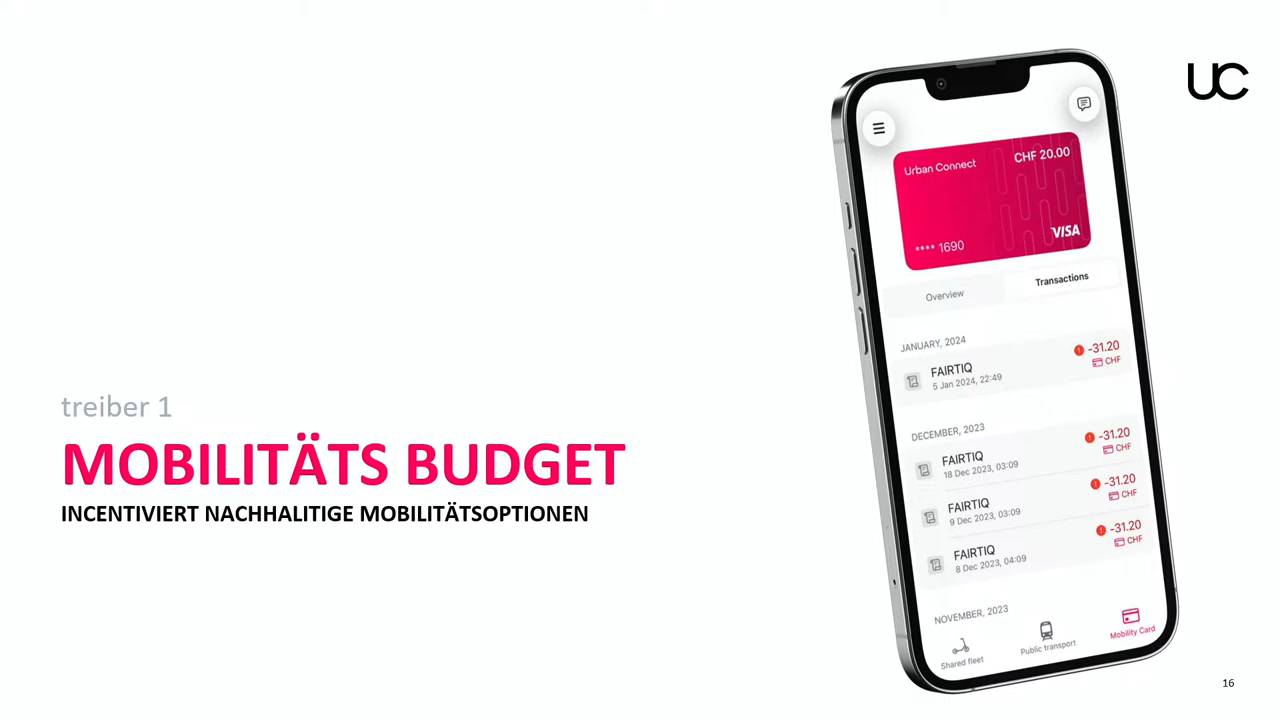 UC
Urban Connect
CHF 20.00
**** 1690
VISA
Overview
Transactions
JANUARY, 2024
FAIRTIQ
5 Jan 2024, 22:49
-31.20
CHF
DECEMBER, 2023
FAIRTIQ
18 Dec 2023, 03:09
-31.20
CHF
FAIRTIQ
9 Dec 2023, 03:09
-31.20
CHF
FAIRTIQ
8 Dec 2023, 04:09
-31.20
CHF
NOVEMBER, 2023
Shared fleet
Public transport
Mobility Card
treiber 1
MOBILITÄTS BUDGET
INCENTIVIERT NACHHALITIGE MOBILITÄTSOPTIONEN
16